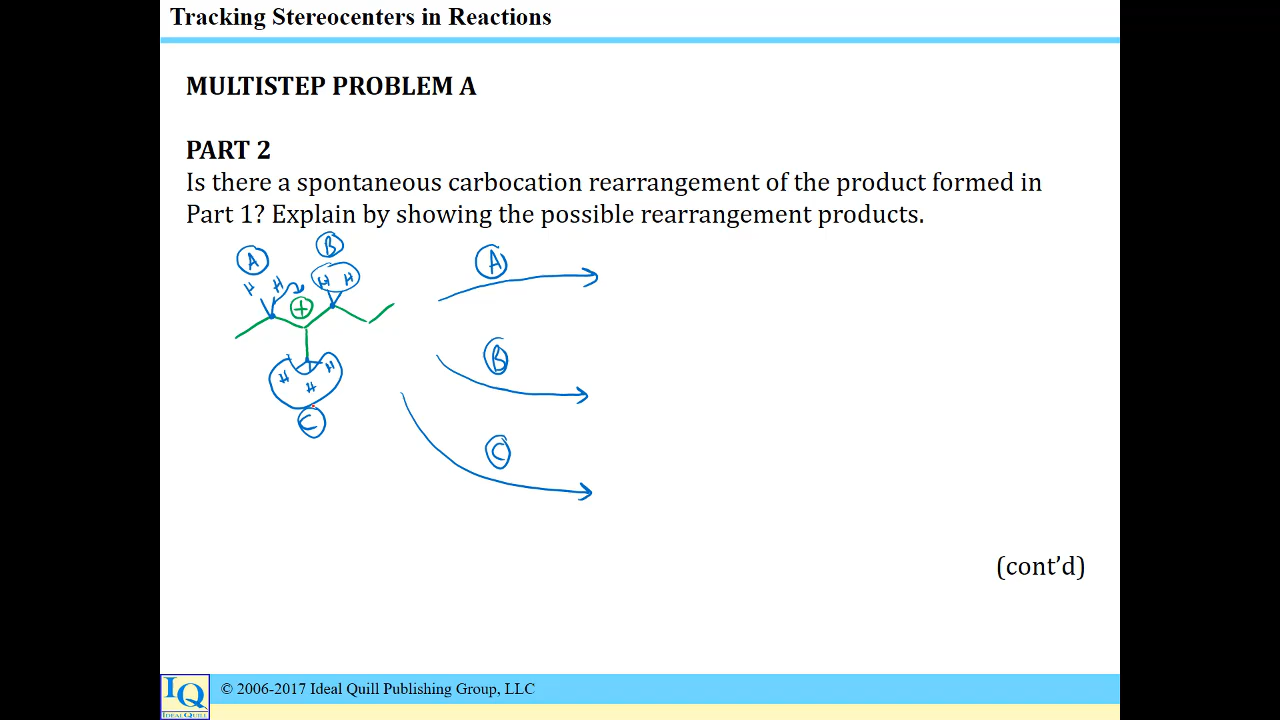 Tracking Stereocenters in Reactions
MULTISTEP PROBLEM A
PART 2
Is there a spontaneous carbocation rearrangement of the product formed in
Part 1? Explain by showing the possible rearrangement products.
B
A
A
H H
H H
+
B
H H
H
C
C
(cont’d)
IQ
IDEAL QUILL
© 2006-2017 Ideal Quill Publishing Group, LLC